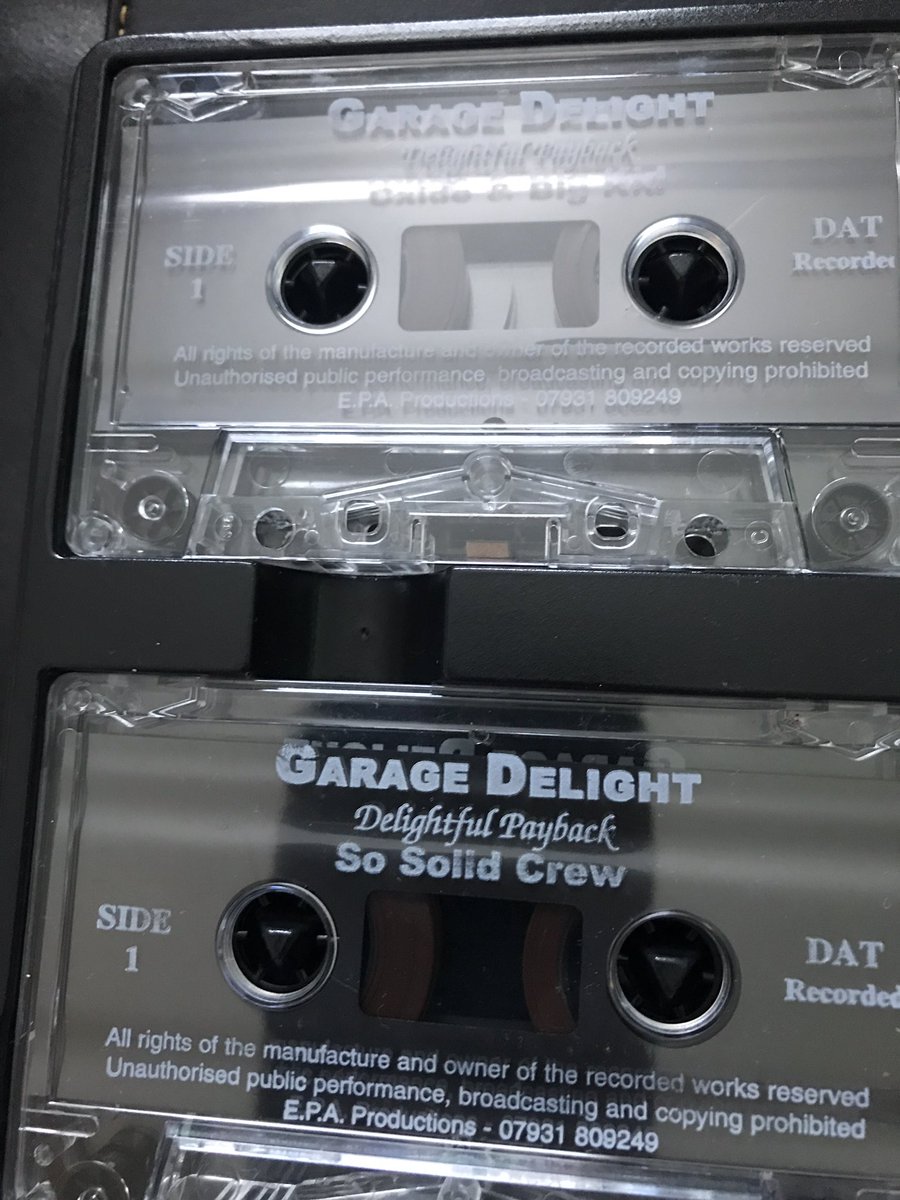 GARAGE DELIGHT
Delightful Payback
SIDE
1
DAT
Recorded
All rights of the manufacture and owner of the recorded works reserved
Unauthorised public performance, broadcasting and copying prohibited
E.P.A. Productions - 07931 809249
GARAGE DELIGHT
Delightful Payback
So Solid Crew
SIDE
1
DAT
Recorded
All rights of the manufacture and owner of the recorded works reserved
Unauthorised public performance, broadcasting and copying prohibited
E.P.A. Productions - 07931 809249